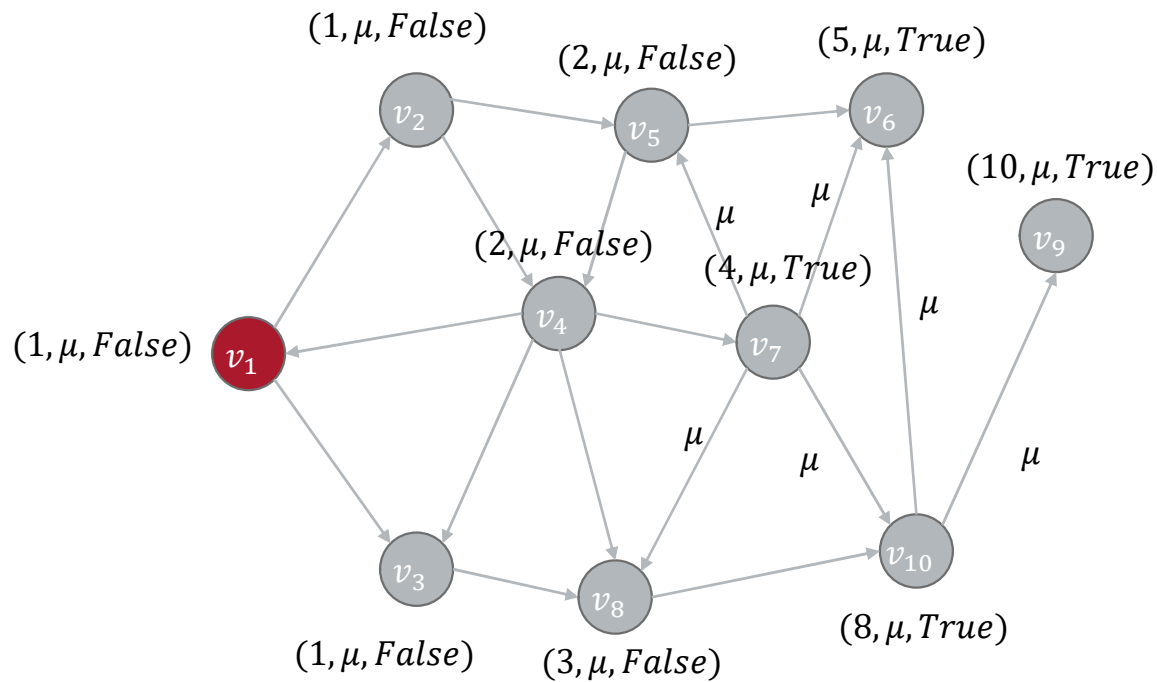 (1, μ, False)
(2, μ, False)
(5, μ, True)
v₂
v₅
v₆
(10, μ, True)
μ
μ
v₉
(2, μ, False)
(4, μ, True)
μ
v₄
v₇
(1, μ, False)
v₁
μ
μ
μ
v₁₀
v₃
v₈
(8, μ, True)
(1, μ, False)
(3, μ, False)